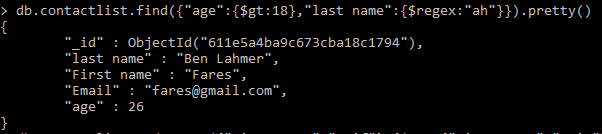 > db.contactlist.find({"age":{$gt:18},"last name":{$regex:"ah"}}).pretty()
{
        "_id" : ObjectId("611e5a4ba9c673cba18c1794"),
        "last name" : "Ben Lahmer",
        "First name" : "Fares",
        "Email" : "fares@gmail.com",
        "age" : 26
}